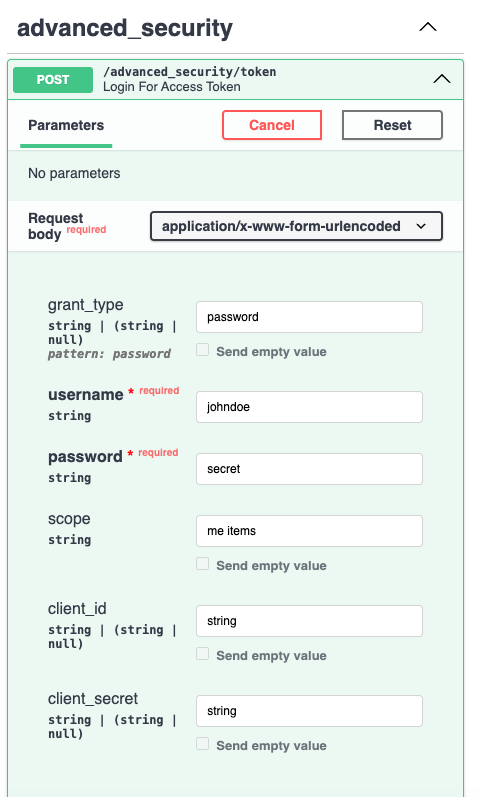 advanced_security
POST
/advanced_security/token
Login For Access Token
Parameters
Cancel
Reset
No parameters
Request
body required
application/x-www-form-urlencoded
grant_type
string | (string |
null)
pattern: password
password
Send empty value
username * required
string
johndoe
password * required
string
secret
scope
string
me items
Send empty value
client_id
string | (string |
null)
string
Send empty value
client_secret
string | (string |
null)
string
Send empty value